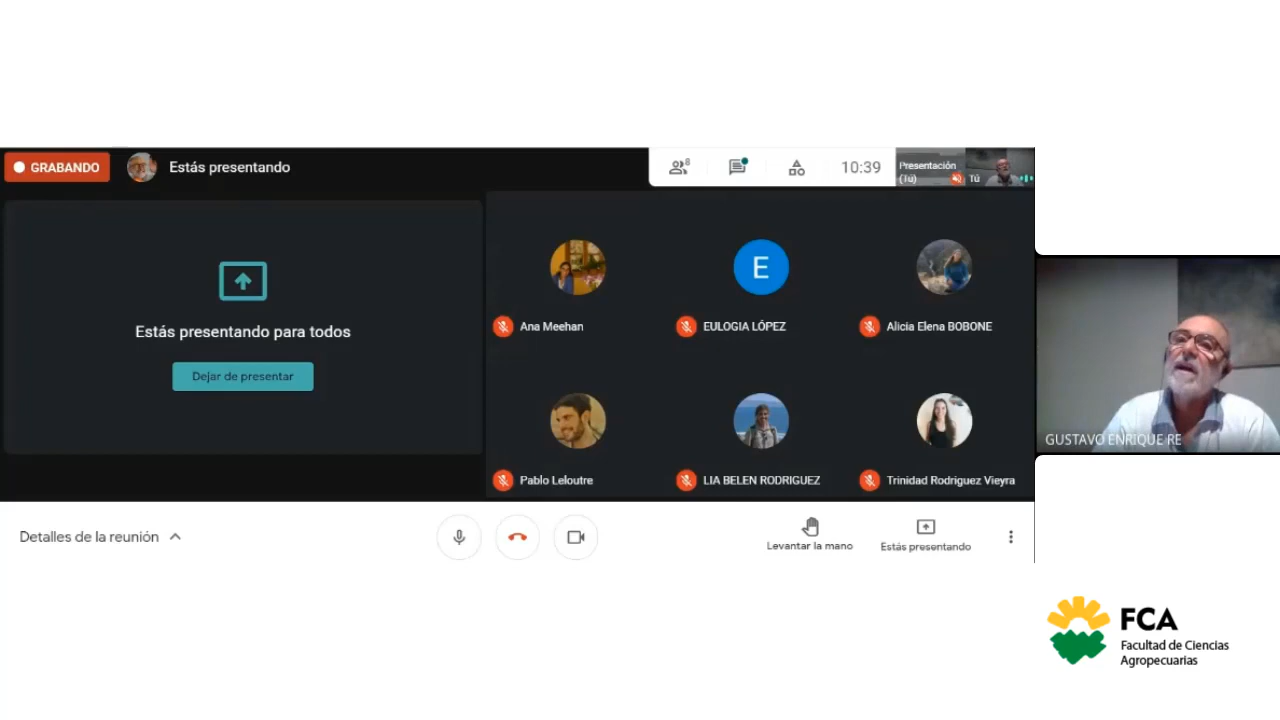 GRABANDO
Estás presentando
8
10:39
Presentación
(Tú)
Tú
Estás presentando para todos
Dejar de presentar
E
Ana Meehan
EULOGIA LÓPEZ
Alicia Elena BOBONE
Pablo Leloutre
LIA BELEN RODRIGUEZ
Trinidad Rodriguez Vieyra
GUSTAVO ENRIQUE RE
Detalles de la reunión
Levantar la mano
Estás presentando
FCA
Facultad de Ciencias
Agropecuarias